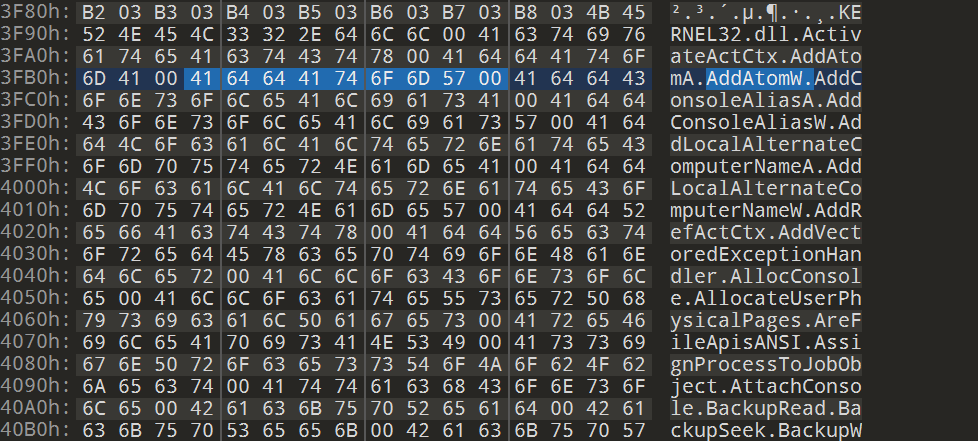 3F80h: B2 03 B3 03 B4 03 B5 03 B6 03 B7 03 B8 03 4B 45 ².³.´.µ.¶.·.¸.KE
3F90h: 52 4E 45 4C 33 32 2E 64 6C 6C 00 41 63 74 69 76 RNEL32.dll.Activ
3FA0h: 61 74 65 41 63 74 43 74 78 00 41 64 64 41 74 6F ateActCtx.AddAto
3FB0h: 6D 41 00 41 64 64 41 74 6F 6D 57 00 41 64 64 43 mA.AddAtomW.AddC
3FC0h: 6F 6E 73 6F 6C 65 41 6C 69 61 73 41 00 41 64 64 onsoleAliasA.Add
3FD0h: 43 6F 6E 73 6F 6C 65 41 6C 69 61 73 57 00 41 64 ConsoleAliasW.Ad
3FE0h: 64 4C 6F 63 61 6C 41 6C 74 65 72 6E 61 74 65 43 dLocalAlternateC
3FF0h: 6F 6D 70 75 74 65 72 4E 61 6D 65 41 00 41 64 64 omputerNameA.Add
4000h: 4C 6F 63 61 6C 41 6C 74 65 72 6E 61 74 65 43 6F LocalAlternateCo
4010h: 6D 70 75 74 65 72 4E 61 6D 65 57 00 41 64 64 52 mputerNameW.AddR
4020h: 65 66 41 63 74 43 74 78 00 41 64 64 56 65 63 74 efActCtx.AddVect
4030h: 6F 72 65 64 45 78 63 65 70 74 69 6F 6E 48 61 6E oredExceptionHan
4040h: 64 6C 65 72 00 41 6C 6C 6F 63 43 6F 6E 73 6F 6C dler.AllocConsol
4050h: 65 00 41 6C 6C 6F 63 61 74 65 55 73 65 72 50 68 e.AllocateUserPh
4060h: 79 73 69 63 61 6C 50 61 67 65 73 00 41 72 65 46 ysicalPages.AreF
4070h: 69 6C 65 41 70 69 73 41 4E 53 49 00 41 73 73 69 ileApisANSI.Assi
4080h: 67 6E 50 72 6F 63 65 73 73 54 6F 4A 6F 62 4F 62 gnProcessToJobOb
4090h: 6A 65 63 74 00 41 74 74 61 63 68 43 6F 6E 73 6F ject.AttachConso
40A0h: 6C 65 00 42 61 63 6B 75 70 52 65 61 64 00 42 61 le.BackupRead.Ba
40B0h: 63 6B 75 70 53 65 65 6B 00 42 61 63 6B 75 70 57 ckupSeek.BackupW